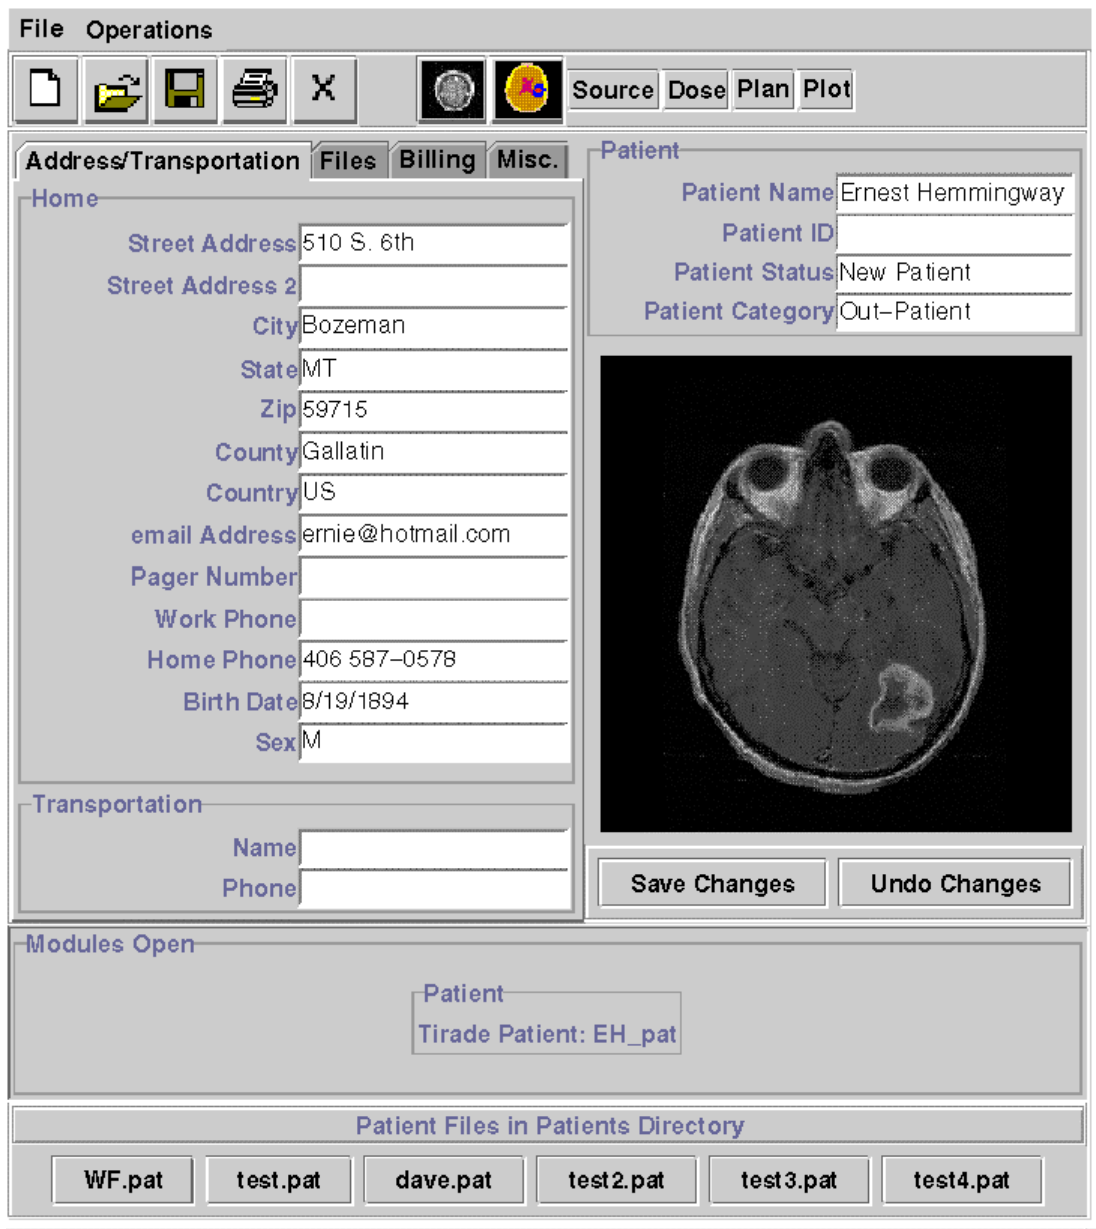 File Operations
Source Dose Plan Plot
Address/Transportation Files Billing Misc.
Home
Street Address 510 S. 6th
Street Address 2
City Bozeman
State MT
Zip 59715
County Gallatin
Country US
email Address ernie@hotmail.com
Pager Number
Work Phone
Home Phone 406 587-0578
Birth Date 8/19/1894
Sex M
Transportation
Name
Phone
Patient
Patient Name Ernest Hemmingway
Patient ID
Patient Status New Patient
Patient Category Out-Patient
Save Changes Undo Changes
Modules Open
Patient
Tirade Patient: EH_pat
Patient Files in Patients Directory
WF.pat test.pat dave.pat test2.pat test3.pat test4.pat